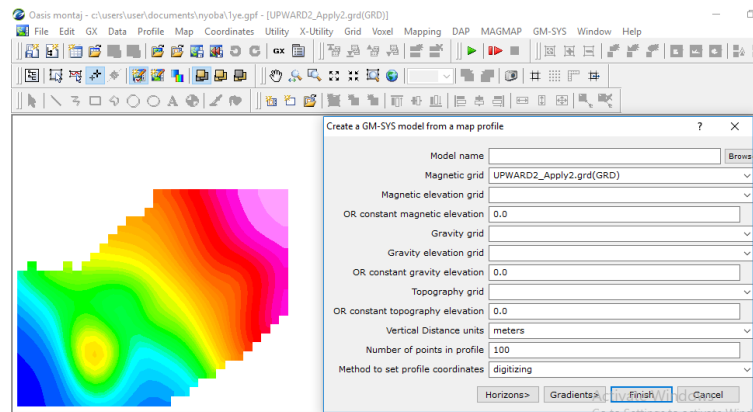 Oasis montaj - c:\users\user\documents\nyoba\1ye.gpf - [UPWARD2_Apply2.grd(GRD)]
File Edit GX Data Profile Map Coordinates Utility X-Utility Grid Voxel Mapping DAP MAGMAP GM-SYS Window Help
GX
A
Create a GM-SYS model from a map profile ? X
Model name Brows
Magnetic grid UPWARD2_Apply2.grd(GRD)
Magnetic elevation grid
OR constant magnetic elevation 0.0
Gravity grid
Gravity elevation grid
OR constant gravity elevation 0.0
Topography grid
OR constant topography elevation 0.0
Vertical Distance units meters
Number of points in profile 100
Method to set profile coordinates digitizing
Horizons> Gradients> Finish Cancel
Activate Windows